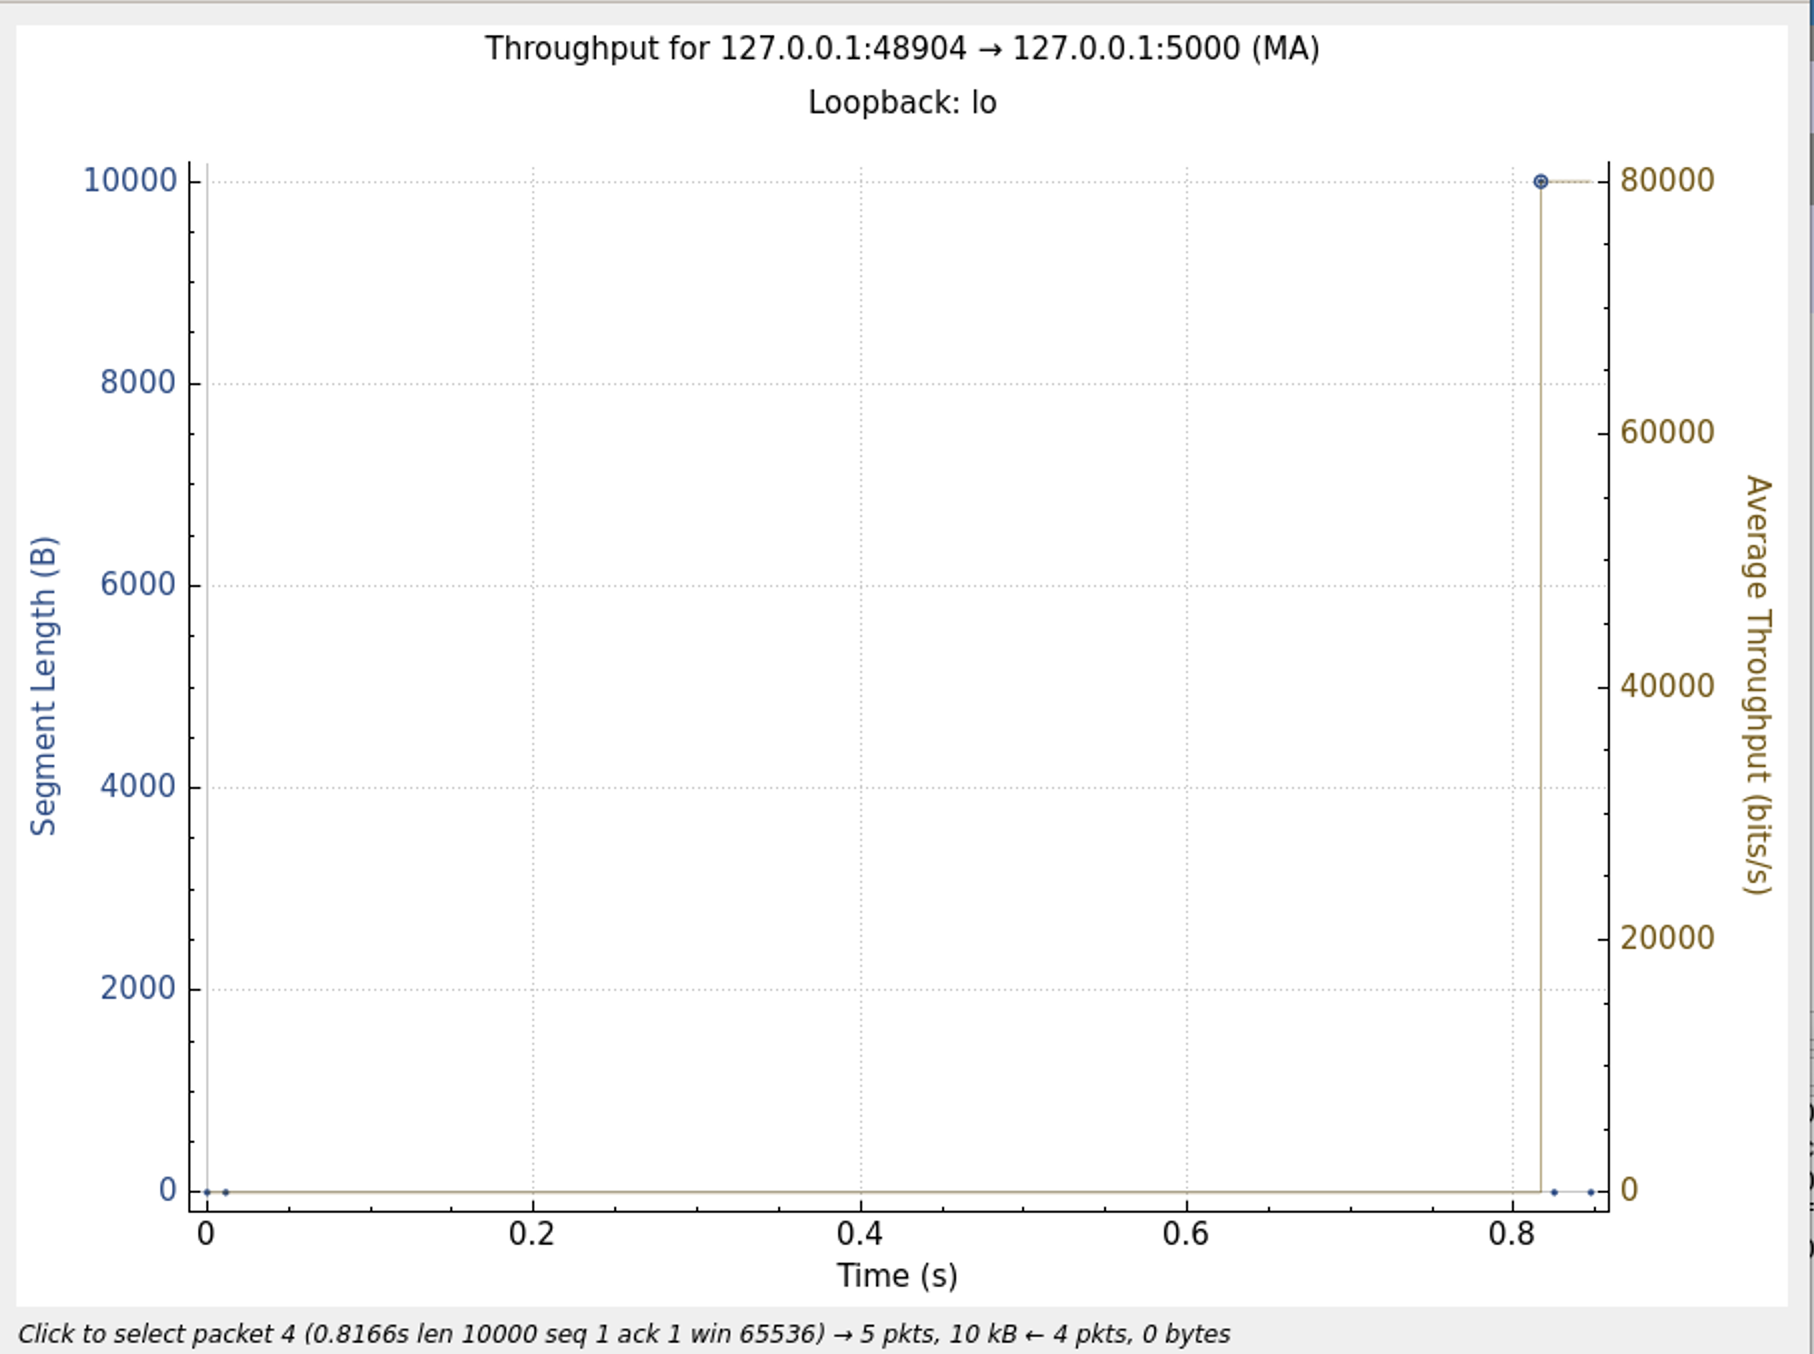 Throughput for 127.0.0.1:48904 → 127.0.0.1:5000 (MA)
Loopback: lo
Segment Length (B)
10000
8000
6000
4000
2000
0
80000
60000
40000
20000
0
Average Throughput (bits/s)
0 0.2 0.4 0.6 0.8
Time (s)
Click to select packet 4 (0.8166s len 10000 seq 1 ack 1 win 65536) → 5 pkts, 10 kB ← 4 pkts, 0 bytes